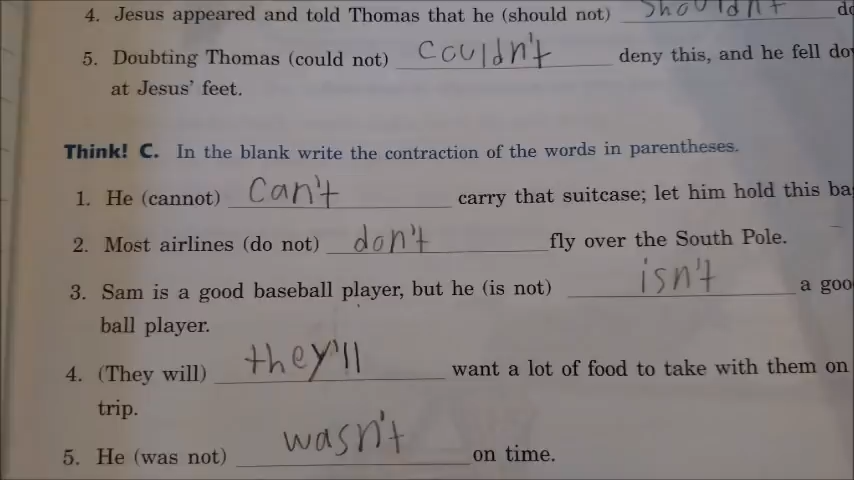 4. Jesus appeared and told Thomas that he (should not) shouldn't
5. Doubting Thomas (could not) couldn't deny this, and he fell
at Jesus' feet.
Think! C. In the blank write the contraction of the words in parentheses.
1. He (cannot) can't carry that suitcase; let him hold this
2. Most airlines (do not) don't fly over the South Pole.
3. Sam is a good baseball player, but he (is not) isn't a
ball player.
4. (They will) they'll want a lot of food to take with them on
trip.
5. He (was not) wasn't on time.